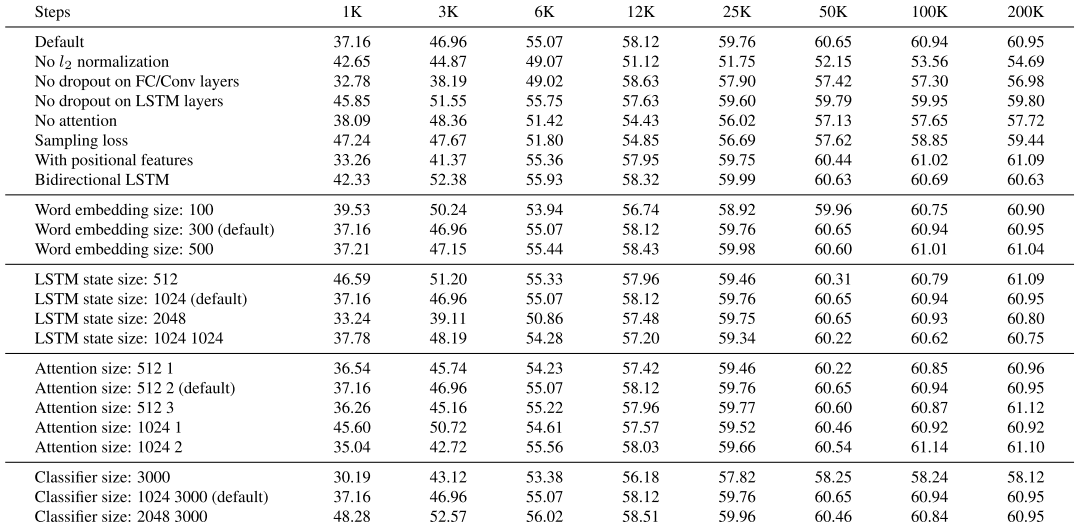 Steps 1K 3K 6K 12K 25K 50K 100K 200K
Default 37.16 46.96 55.07 58.12 59.76 60.65 60.94 60.95
No l2 normalization 42.65 44.87 49.07 51.12 51.75 52.15 53.56 54.69
No dropout on FC/Conv layers 32.78 38.19 49.02 58.63 57.90 57.42 57.30 56.98
No dropout on LSTM layers 45.85 51.55 55.75 57.63 59.60 59.79 59.95 59.80
No attention 38.09 48.36 51.42 54.43 56.02 57.13 57.65 57.72
Sampling loss 47.24 47.67 51.80 54.85 56.69 57.62 58.85 59.44
With positional features 33.26 41.37 55.36 57.95 59.75 60.44 61.02 61.09
Bidirectional LSTM 42.33 52.38 55.93 58.32 59.99 60.63 60.69 60.63
Word embedding size: 100 39.53 50.24 53.94 56.74 58.92 59.96 60.75 60.90
Word embedding size: 300 (default) 37.16 46.96 55.07 58.12 59.76 60.65 60.94 60.95
Word embedding size: 500 37.21 47.15 55.44 58.43 59.98 60.60 61.01 61.04
LSTM state size: 512 46.59 51.20 55.33 57.96 59.46 60.31 60.79 61.09
LSTM state size: 1024 (default) 37.16 46.96 55.07 58.12 59.76 60.65 60.94 60.95
LSTM state size: 2048 33.24 39.11 50.86 57.48 59.75 60.65 60.93 60.80
LSTM state size: 1024 1024 37.78 48.19 54.28 57.20 59.34 60.22 60.62 60.75
Attention size: 512 1 36.54 45.74 54.23 57.42 59.46 60.22 60.85 60.96
Attention size: 512 2 (default) 37.16 46.96 55.07 58.12 59.76 60.65 60.94 60.95
Attention size: 512 3 36.26 45.16 55.22 57.96 59.77 60.60 60.87 61.12
Attention size: 1024 1 45.60 50.72 54.61 57.57 59.52 60.46 60.92 60.92
Attention size: 1024 2 35.04 42.72 55.56 58.03 59.66 60.54 61.14 61.10
Classifier size: 3000 30.19 43.12 53.38 56.18 57.82 58.25 58.24 58.12
Classifier size: 1024 3000 (default) 37.16 46.96 55.07 58.12 59.76 60.65 60.94 60.95
Classifier size: 2048 3000 48.28 52.57 56.02 58.51 59.96 60.46 60.84 60.95